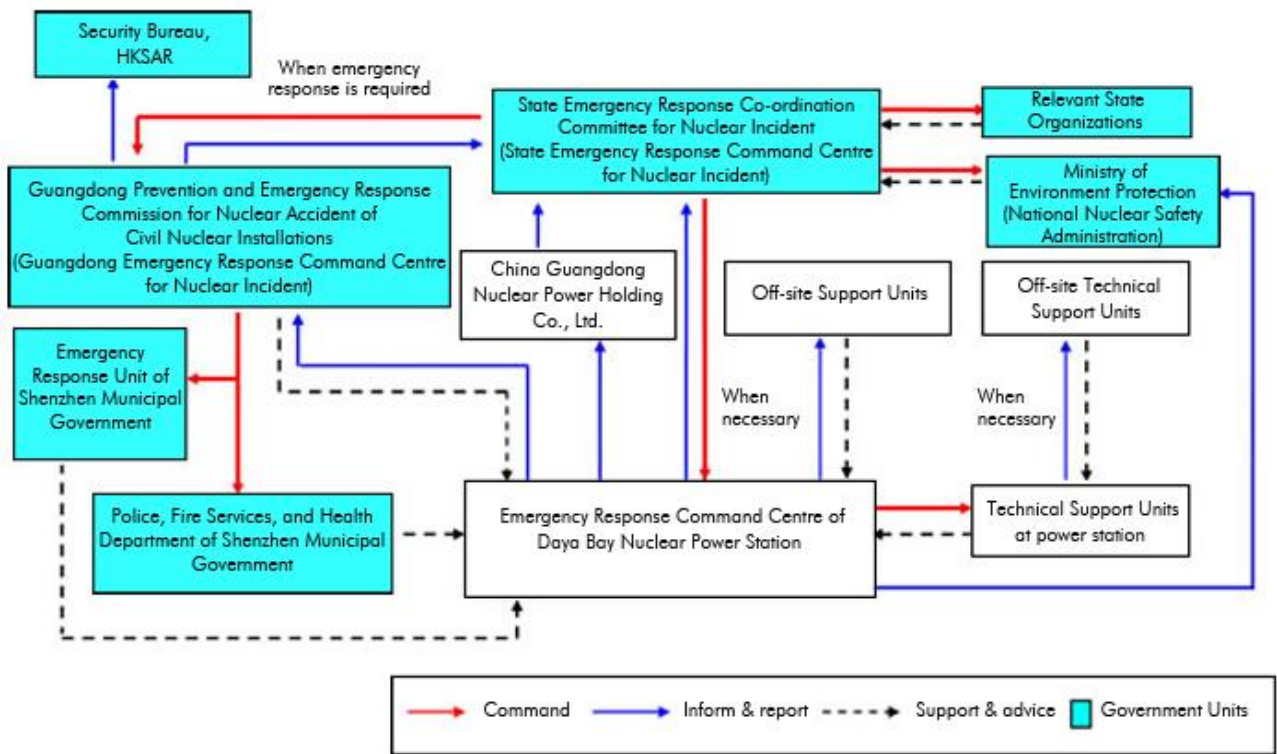 Security Bureau,
HKSAR
When emergency
response is required
State Emergency Response Co-ordination
Committee for Nuclear Incident
(State Emergency Response Command Centre
for Nuclear Incident)
Relevant State
Organizations
Ministry of
Environment Protection
(National Nuclear Safety
Administration)
Guangdong Prevention and Emergency Response
Commission for Nuclear Accident of
Civil Nuclear Installations
(Guangdong Emergency Response Command Centre
for Nuclear Incident)
China Guangdong
Nuclear Power Holding
Co., Ltd.
Off-site Support Units
Off-site Technical
Support Units
Emergency
Response Unit of
Shenzhen Municipal
Government
When
necessary
When
necessary
Police, Fire Services, and Health
Department of Shenzhen Municipal
Government
Emergency Response Command Centre of
Daya Bay Nuclear Power Station
Technical Support Units
at power station
Command
Inform & report
Support & advice
Government Units